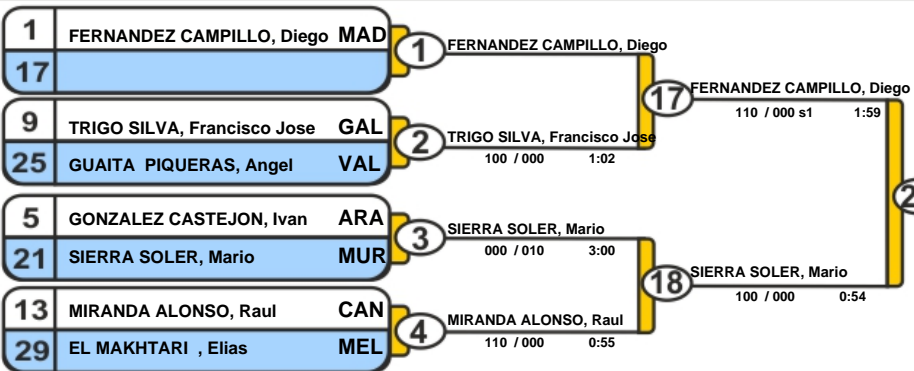 1 FERNANDEZ CAMPILLO, Diego MAD
17
1
FERNANDEZ CAMPILLO, Diego
9 TRIGO SILVA, Francisco Jose GAL
25 GUAITA PIQUERAS, Angel VAL
2
TRIGO SILVA, Francisco Jose
100 / 000 1:02
17
FERNANDEZ CAMPILLO, Diego
110 / 000 s1 1:59
5 GONZALEZ CASTEJON, Ivan ARA
21 SIERRA SOLER, Mario MUR
3
SIERRA SOLER, Mario
000 / 010 3:00
13 MIRANDA ALONSO, Raul CAN
29 EL MAKHTARI , Elias MEL
4
MIRANDA ALONSO, Raul
110 / 000 0:55
18
SIERRA SOLER, Mario
100 / 000 0:54